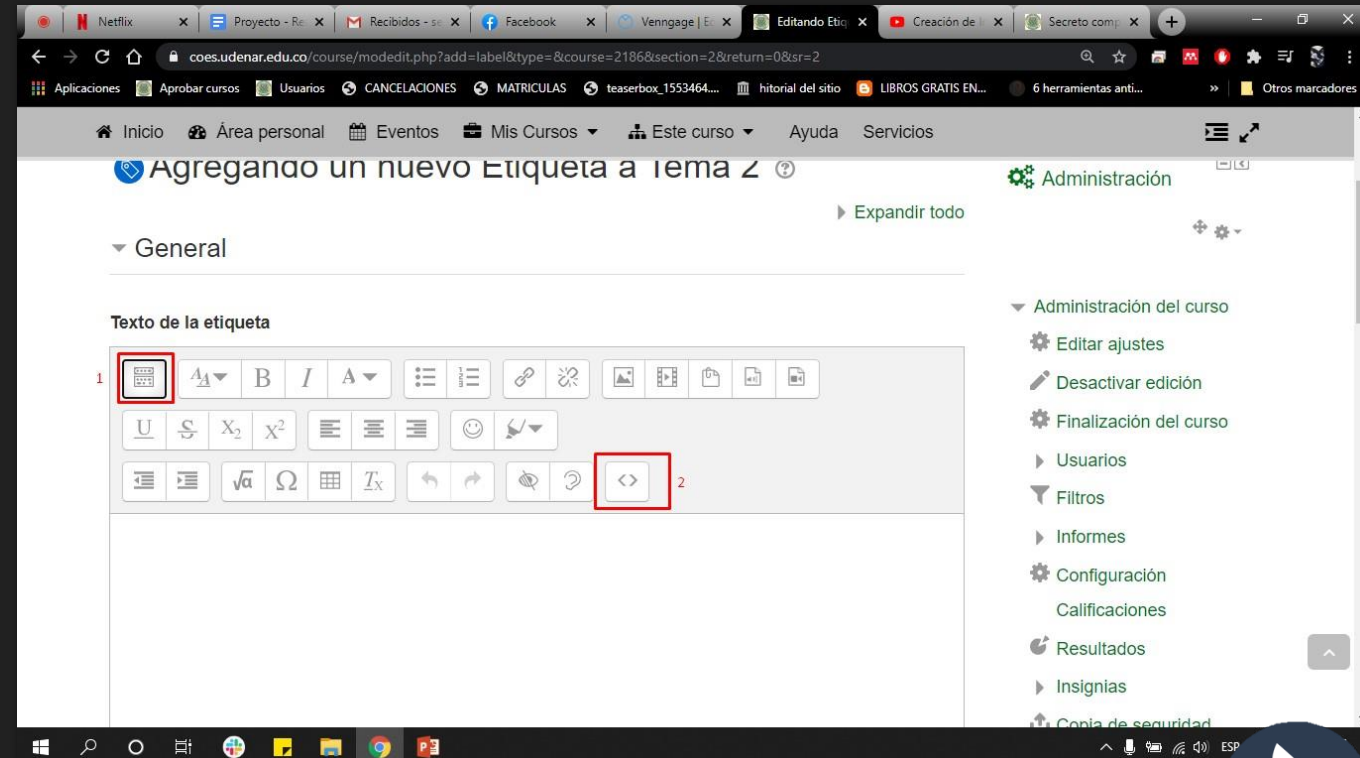 Netflix
Proyecto - Re
Recibidos - se
Facebook
Venngage | E
Editando Etiq
Creación de l
Secreto comp
coes.udenar.edu.co/course/modedit.php?add=label&type=&course=2186&section=2&return=0&sr=2
Aplicaciones
Aprobar cursos
Usuarios
CANCELACIONES
MATRICULAS
teaserbox_1553464....
hitorial del sitio
LIBROS GRATIS EN...
6 herramientas anti...
»
Otros marcadores
Inicio
Área personal
Eventos
Mis Cursos
Este curso
Ayuda
Servicios
Agregando un nuevo Etiqueta a Tema 2
Administración
Expandir todo
General
Administración del curso
Texto de la etiqueta
Editar ajustes
1
Desactivar edición
Finalización del curso
Usuarios
2
Filtros
Informes
Configuración
Calificaciones
Resultados
Insignias
Copia de seguridad
ESP